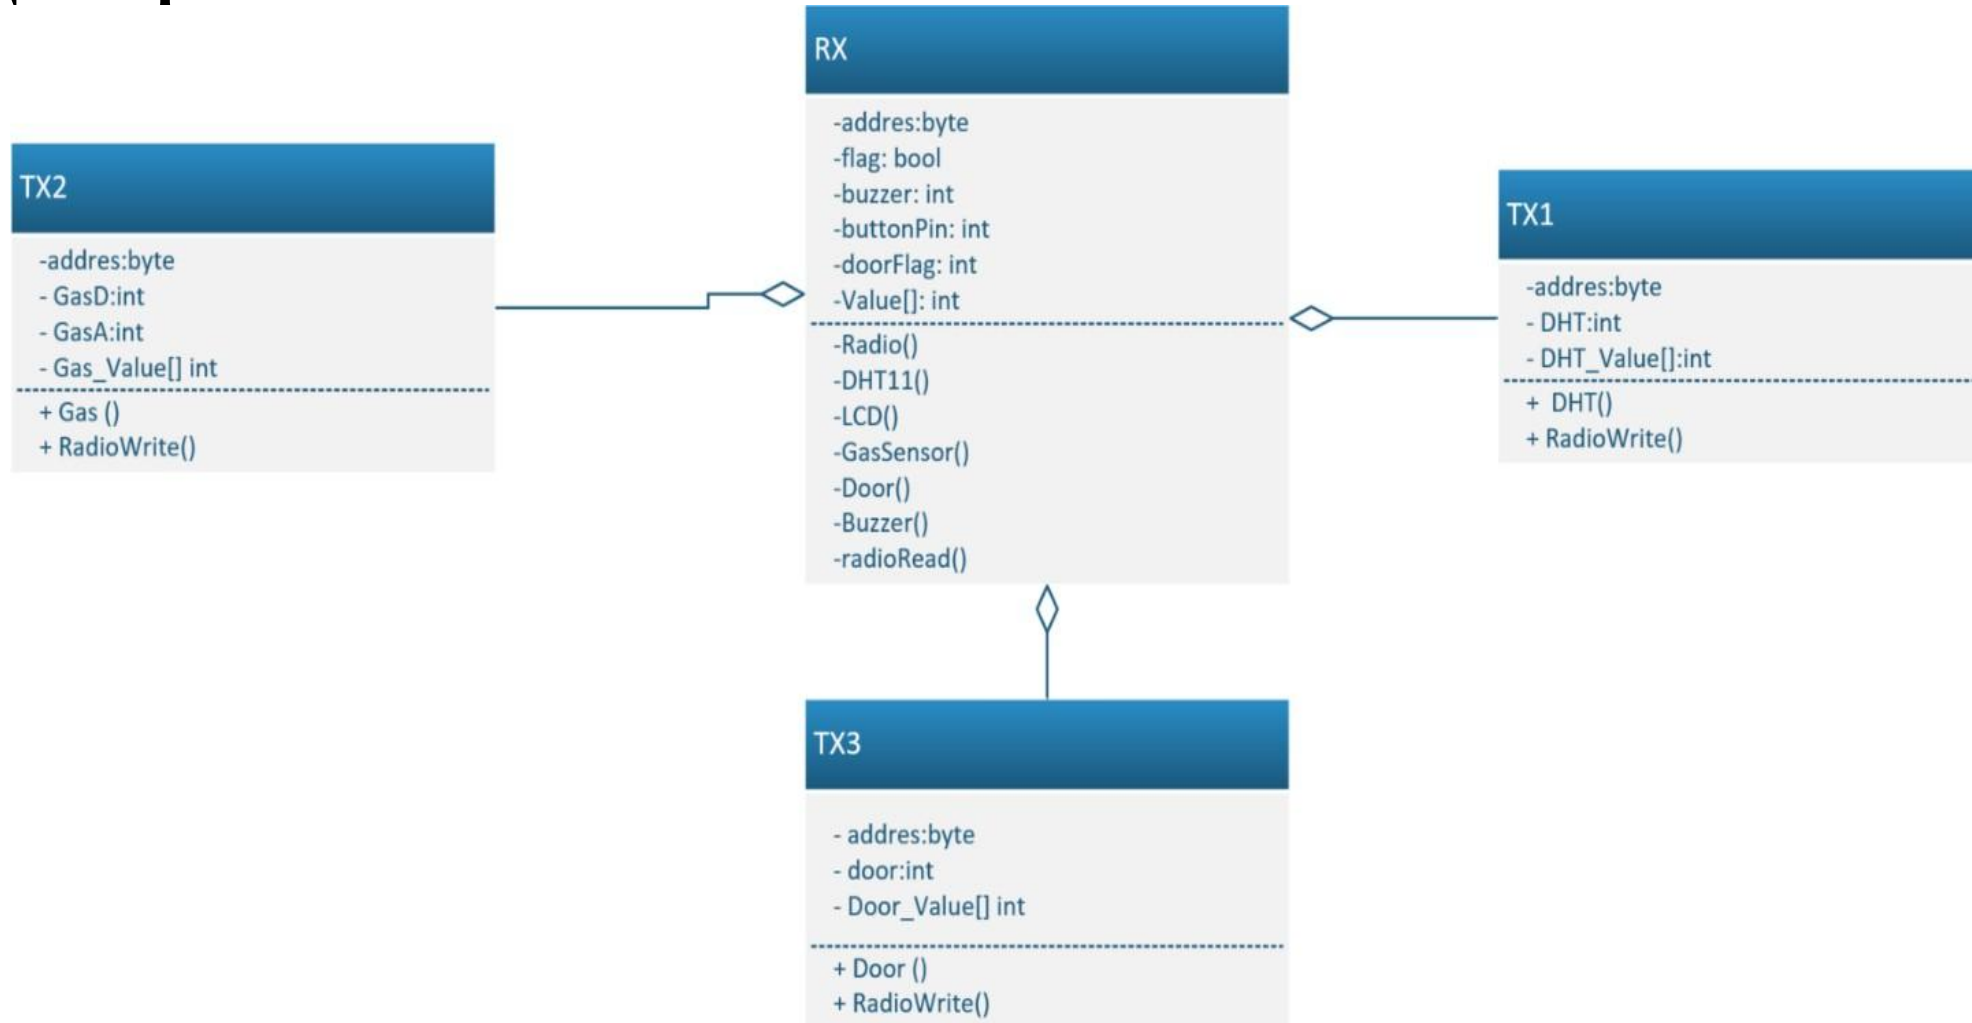 RX
-addres:byte
-flag: bool
-buzzer: int
-buttonPin: int
-doorFlag: int
-Value[]: int
-Radio()
-DHT11()
-LCD()
-GasSensor()
-Door()
-Buzzer()
-radioRead()
TX2
-addres:byte
- GasD:int
- GasA:int
- Gas_Value[] int
+ Gas ()
+ RadioWrite()
TX1
-addres:byte
- DHT:int
- DHT_Value[]:int
+ DHT()
+ RadioWrite()
TX3
- addres:byte
- door:int
- Door_Value[] int
+ Door ()
+ RadioWrite()